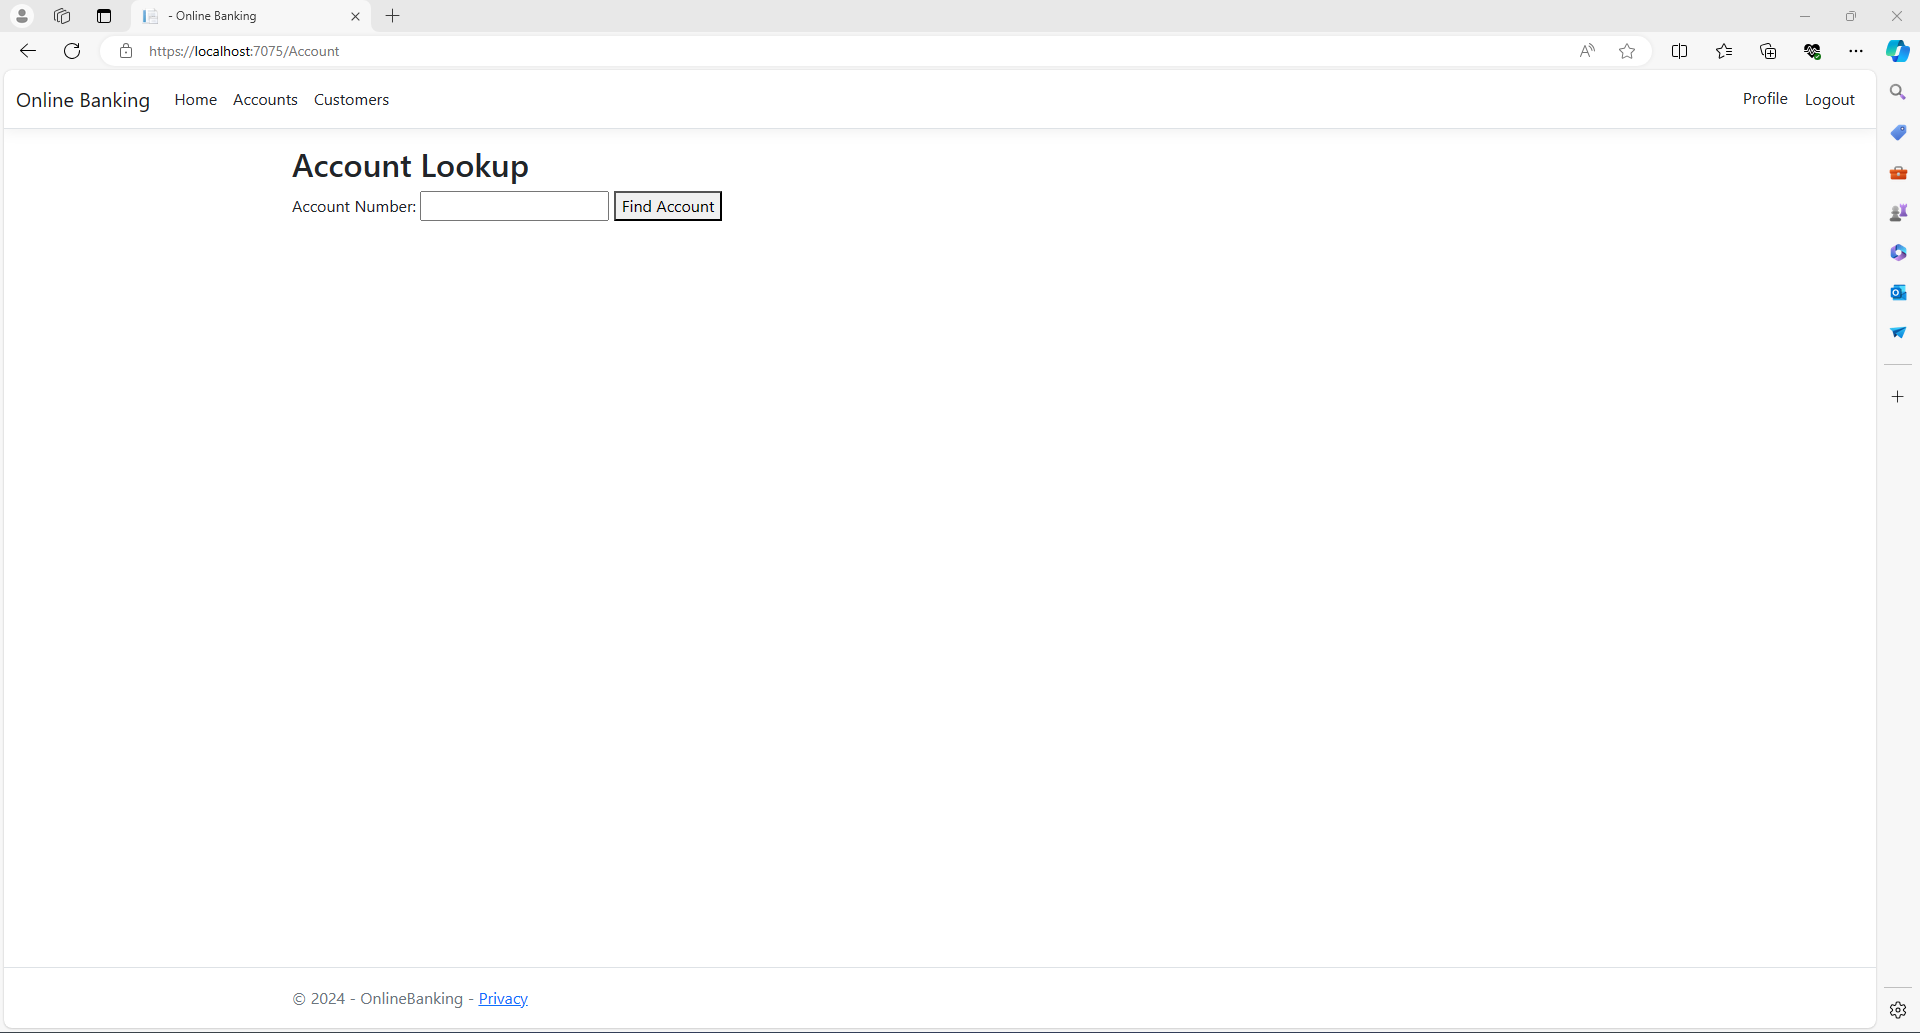 - Online Banking
https://localhost:7075/Account
Online Banking Home Accounts Customers Profile Logout
Account Lookup
Account Number: Find Account
© 2024 - OnlineBanking - Privacy